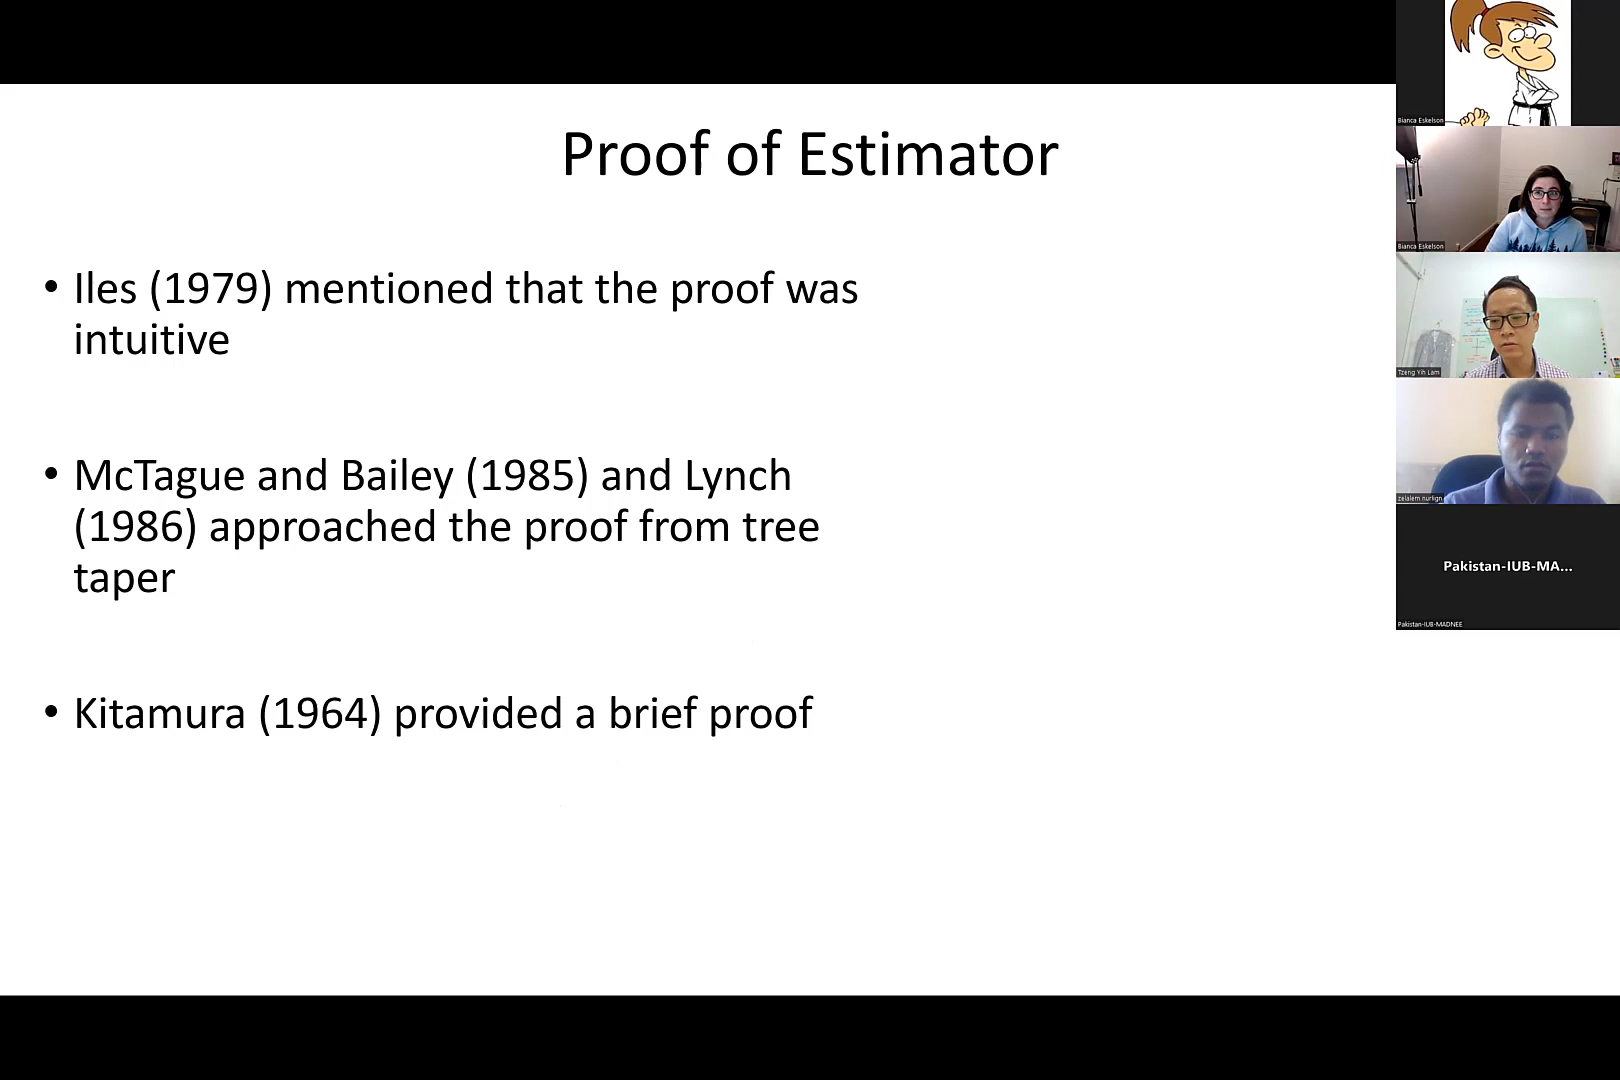 Proof of Estimator
• Iles (1979) mentioned that the proof was
intuitive
• McTague and Bailey (1985) and Lynch
(1986) approached the proof from tree
taper
• Kitamura (1964) provided a brief proof
Bianca Eskelson
Bianca Eskelson
Tzeng Yih Lam
zelalem nurlign
Pakistan-IUB-MA...
Pakistan-IUB-MADNEE